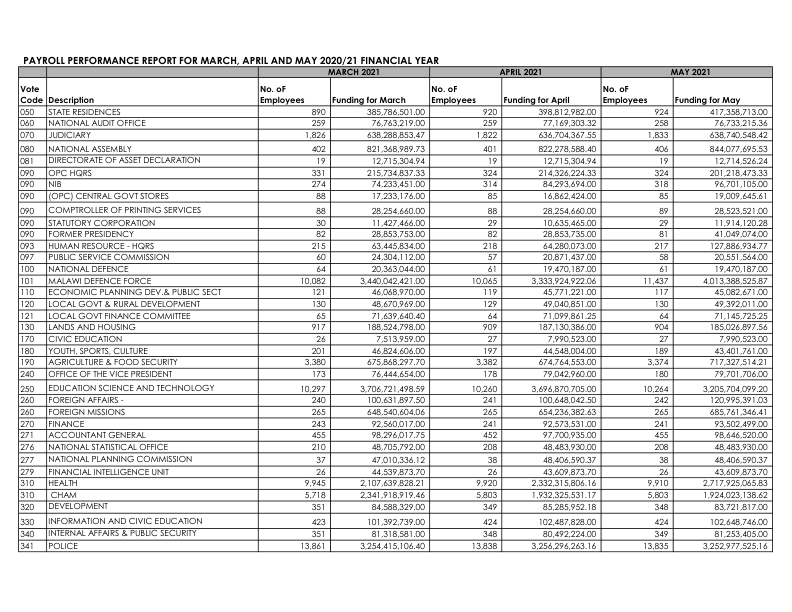 PAYROLL PERFORMANCE REPORT FOR MARCH, APRIL AND MAY 2020/21 FINANCIAL YEAR
MARCH 2021 APRIL 2021 MAY 2021
Vote Code Description No. of Employees Funding for March No. of Employees Funding for April No. of Employees Funding for May
050 STATE RESIDENCES 890 385,786,501.00 920 398,812,982.00 924 417,358,713.00
060 NATIONAL AUDIT OFFICE 259 76,763,219.00 259 77,169,303.32 258 76,733,215.36
070 JUDICIARY 1,826 638,288,853.47 1,822 636,704,367.55 1,833 638,740,548.42
080 NATIONAL ASSEMBLY 402 821,368,989.73 401 822,278,588.40 406 844,077,695.53
081 DIRECTORATE OF ASSET DECLARATION 19 12,715,304.94 19 12,715,304.94 19 12,714,526.24
090 OPC HQRS 331 215,734,837.33 324 214,326,224.33 324 201,218,473.33
090 NIB 274 74,233,451.00 314 84,293,694.00 318 96,701,105.00
090 (OPC) CENTRAL GOVT STORES 88 17,233,176.00 85 16,862,424.00 85 19,009,645.61
090 COMPTROLLER OF PRINTING SERVICES 88 28,254,660.00 88 28,254,660.00 89 28,523,521.00
090 STATUTORY CORPORATION 30 11,427,466.00 29 10,635,465.00 29 11,914,120.28
090 FORMER PRESIDENCY 82 28,853,753.00 82 28,853,735.00 81 41,049,074.00
093 HUMAN RESOURCE - HQRS 215 63,445,834.00 218 64,280,073.00 217 127,886,934.77
097 PUBLIC SERVICE COMMISSION 60 24,304,112.00 57 20,871,437.00 58 20,551,564.00
100 NATIONAL DEFENCE 64 20,363,044.00 61 19,470,187.00 61 19,470,187.00
101 MALAWI DEFENCE FORCE 10,082 3,440,042,421.00 10,065 3,333,924,922.06 11,437 4,013,388,525.87
110 ECONOMIC PLANNING DEV.& PUBLIC SECT 121 46,068,970.00 119 45,771,221.00 117 45,082,671.00
120 LOCAL GOVT & RURAL DEVELOPMENT 130 48,670,969.00 129 49,040,851.00 130 49,392,011.00
121 LOCAL GOVT FINANCE COMMITTEE 65 71,639,640.40 64 71,099,861.25 64 71,145,725.25
130 LANDS AND HOUSING 917 188,524,798.00 909 187,130,386.00 904 185,026,897.56
170 CIVIC EDUCATION 26 7,513,959.00 27 7,990,523.00 27 7,990,523.00
180 YOUTH, SPORTS, CULTURE 201 46,824,606.00 197 44,548,004.00 189 43,401,761.00
190 AGRICULTURE & FOOD SECURITY 3,380 675,868,297.70 3,382 674,764,553.00 3,374 717,327,514.21
240 OFFICE OF THE VICE PRESIDENT 173 76,444,654.00 178 79,042,960.00 180 79,701,706.00
250 EDUCATION SCIENCE AND TECHNOLOGY 10,297 3,706,721,498.59 10,260 3,696,870,705.00 10,264 3,205,704,099.20
260 FOREIGN AFFAIRS - 240 100,631,897.50 241 100,648,042.50 242 120,995,391.03
260 FOREIGN MISSIONS 265 648,540,604.06 265 654,236,382.63 265 685,761,346.41
270 FINANCE 243 92,560,017.00 241 92,573,531.00 241 93,502,499.00
271 ACCOUNTANT GENERAL 455 98,296,017.75 452 97,700,935.00 455 98,646,520.00
276 NATIONAL STATISTICAL OFFICE 210 48,705,792.00 208 48,483,930.00 208 48,483,930.00
277 NATIONAL PLANNING COMMISSION 37 47,010,336.12 38 48,406,590.37 38 48,406,590.37
279 FINANCIAL INTELLIGENCE UNIT 26 44,539,873.70 26 43,609,873.70 26 43,609,873.70
310 HEALTH 9,945 2,107,639,828.21 9,920 2,332,315,806.16 9,910 2,717,925,065.83
310 CHAM 5,718 2,341,918,919.46 5,803 1,932,325,531.17 5,803 1,924,023,138.62
320 DEVELOPMENT 351 84,588,329.00 349 85,285,952.18 348 83,721,817.00
330 INFORMATION AND CIVIC EDUCATION 423 101,392,739.00 424 102,487,828.00 424 102,648,746.00
340 INTERNAL AFFAIRS & PUBLIC SECURITY 351 81,318,581.00 348 80,492,224.00 349 81,253,405.00
341 POLICE 13,861 3,254,415,106.40 13,838 3,256,296,263.16 13,835 3,252,977,525.16